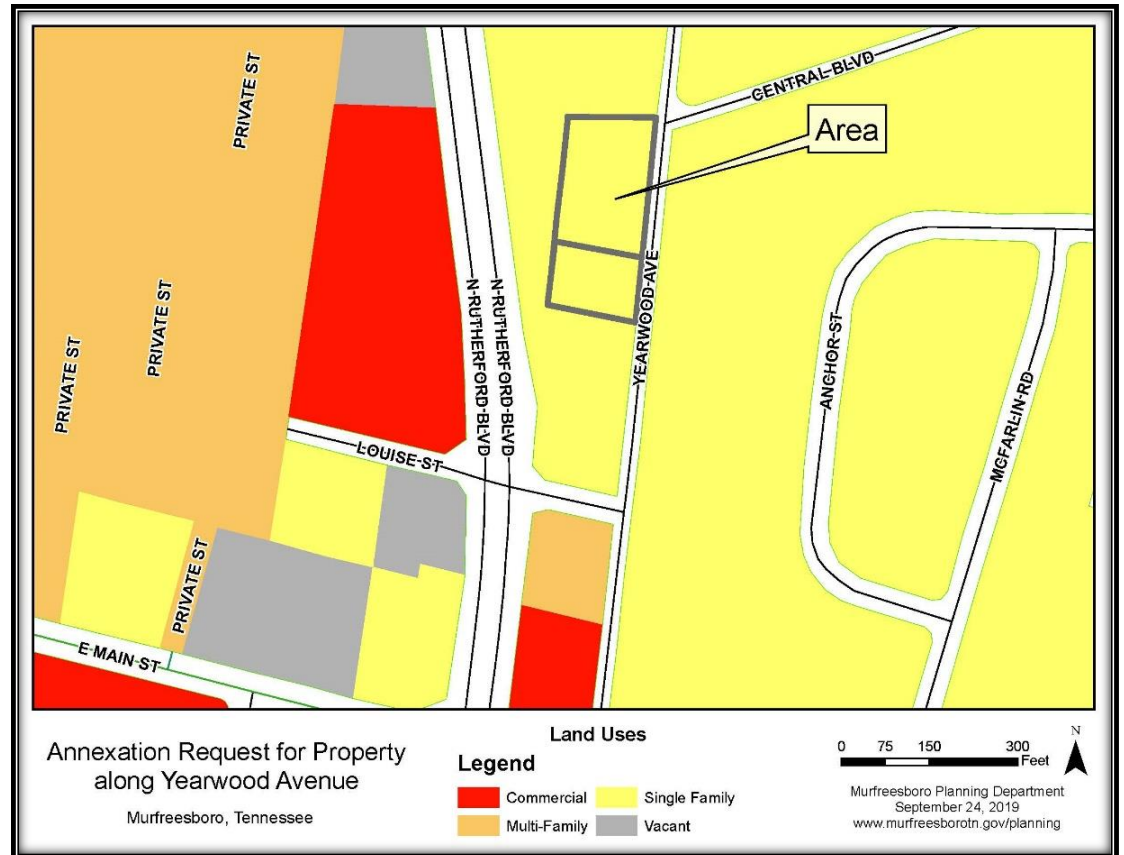 PRIVATE ST
CENTRAL BLVD
Area
PRIVATE ST
PRIVATE ST
N RUTHERFORD BLVD
N RUTHERFORD BLVD
YEARWOOD AVE
ANCHOR ST
MCFARLIN RD
LOUISE ST
PRIVATE ST
E MAIN ST
Annexation Request for Property
along Yearwood Avenue
Murfreesboro, Tennessee
Land Uses
Legend
Commercial
Single Family
Multi-Family
Vacant
0 75 150 300
Feet
N
Murfreesboro Planning Department
September 24, 2019
www.murfreesborotn.gov/planning